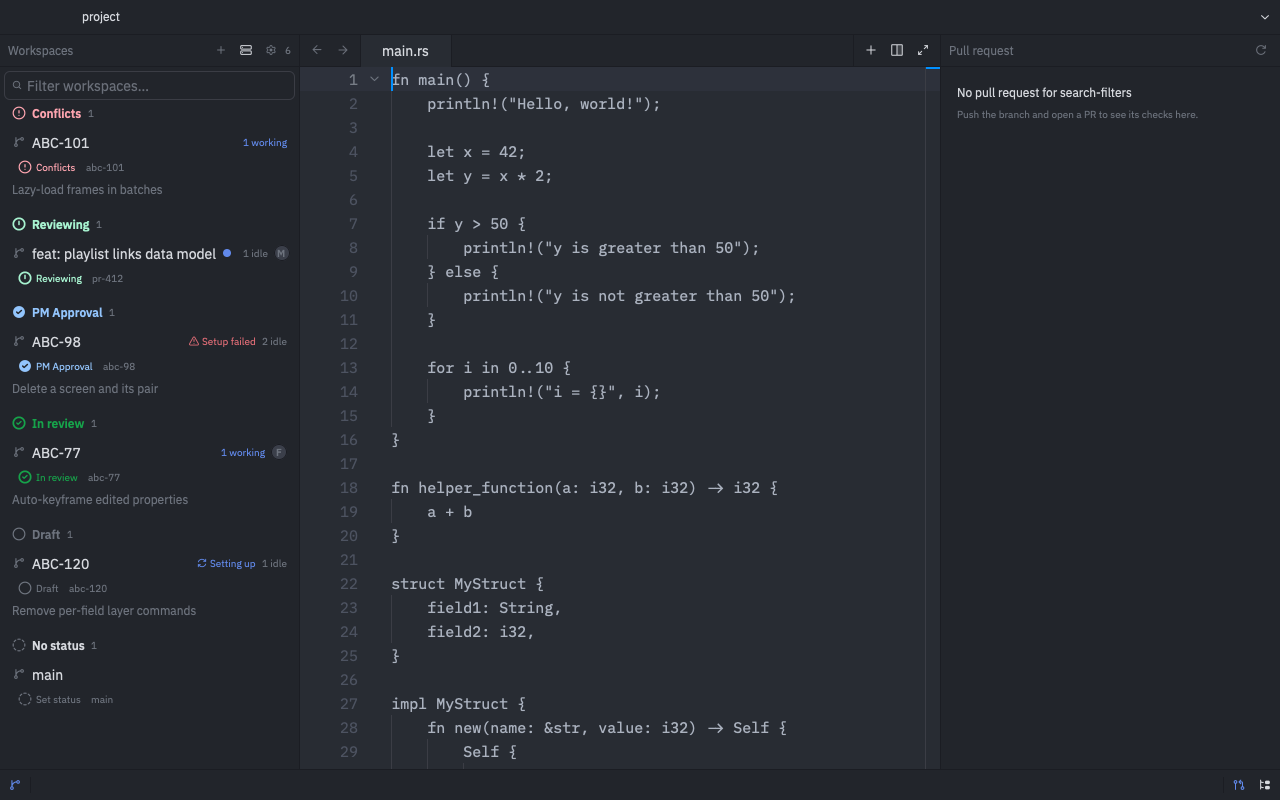 project
Workspaces
6
Filter workspaces...
Conflicts 1
ABC-101 1 working
Conflicts abc-101
Lazy-load frames in batches
Reviewing 1
feat: playlist links data model 1 idle M
Reviewing pr-412
PM Approval 1
ABC-98 Setup failed 2 idle
PM Approval abc-98
Delete a screen and its pair
In review 1
ABC-77 1 working F
In review abc-77
Auto-keyframe edited properties
Draft 1
ABC-120 Setting up 1 idle
Draft abc-120
Remove per-field layer commands
No status 1
main
Set status main
main.rs
1 fn main() {
2 println!("Hello, world!");
3
4 let x = 42;
5 let y = x * 2;
6
7 if y > 50 {
8 println!("y is greater than 50");
9 } else {
10 println!("y is not greater than 50");
11 }
12
13 for i in 0..10 {
14 println!("i = {}", i);
15 }
16 }
17
18 fn helper_function(a: i32, b: i32) -> i32 {
19 a + b
20 }
21
22 struct MyStruct {
23 field1: String,
24 field2: i32,
25 }
26
27 impl MyStruct {
28 fn new(name: &str, value: i32) -> Self {
29 Self {
Pull request
No pull request for search-filters
Push the branch and open a PR to see its checks here.